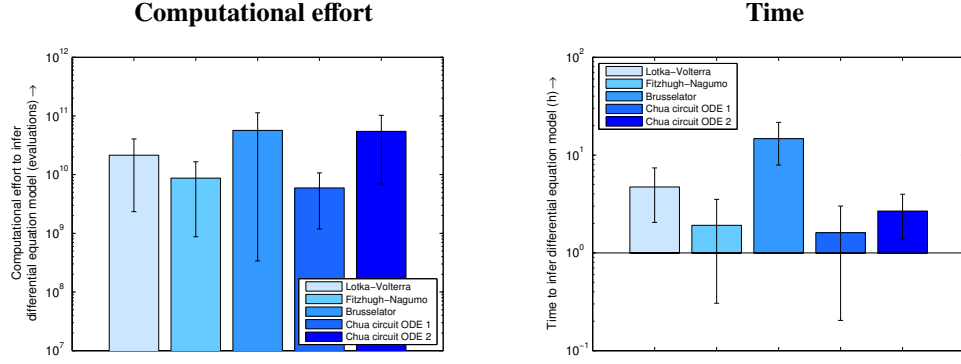 Computational effort
Computational effort to infer
differential equation model (evaluations) →
10^12
10^11
10^10
10^9
10^8
10^7
Lotka−Volterra
Fitzhugh−Nagumo
Brusselator
Chua circuit ODE 1
Chua circuit ODE 2
Time
Time to infer differential equation model (h) →
10^2
10^1
10^0
10^−1
Lotka−Volterra
Fitzhugh−Nagumo
Brusselator
Chua circuit ODE 1
Chua circuit ODE 2